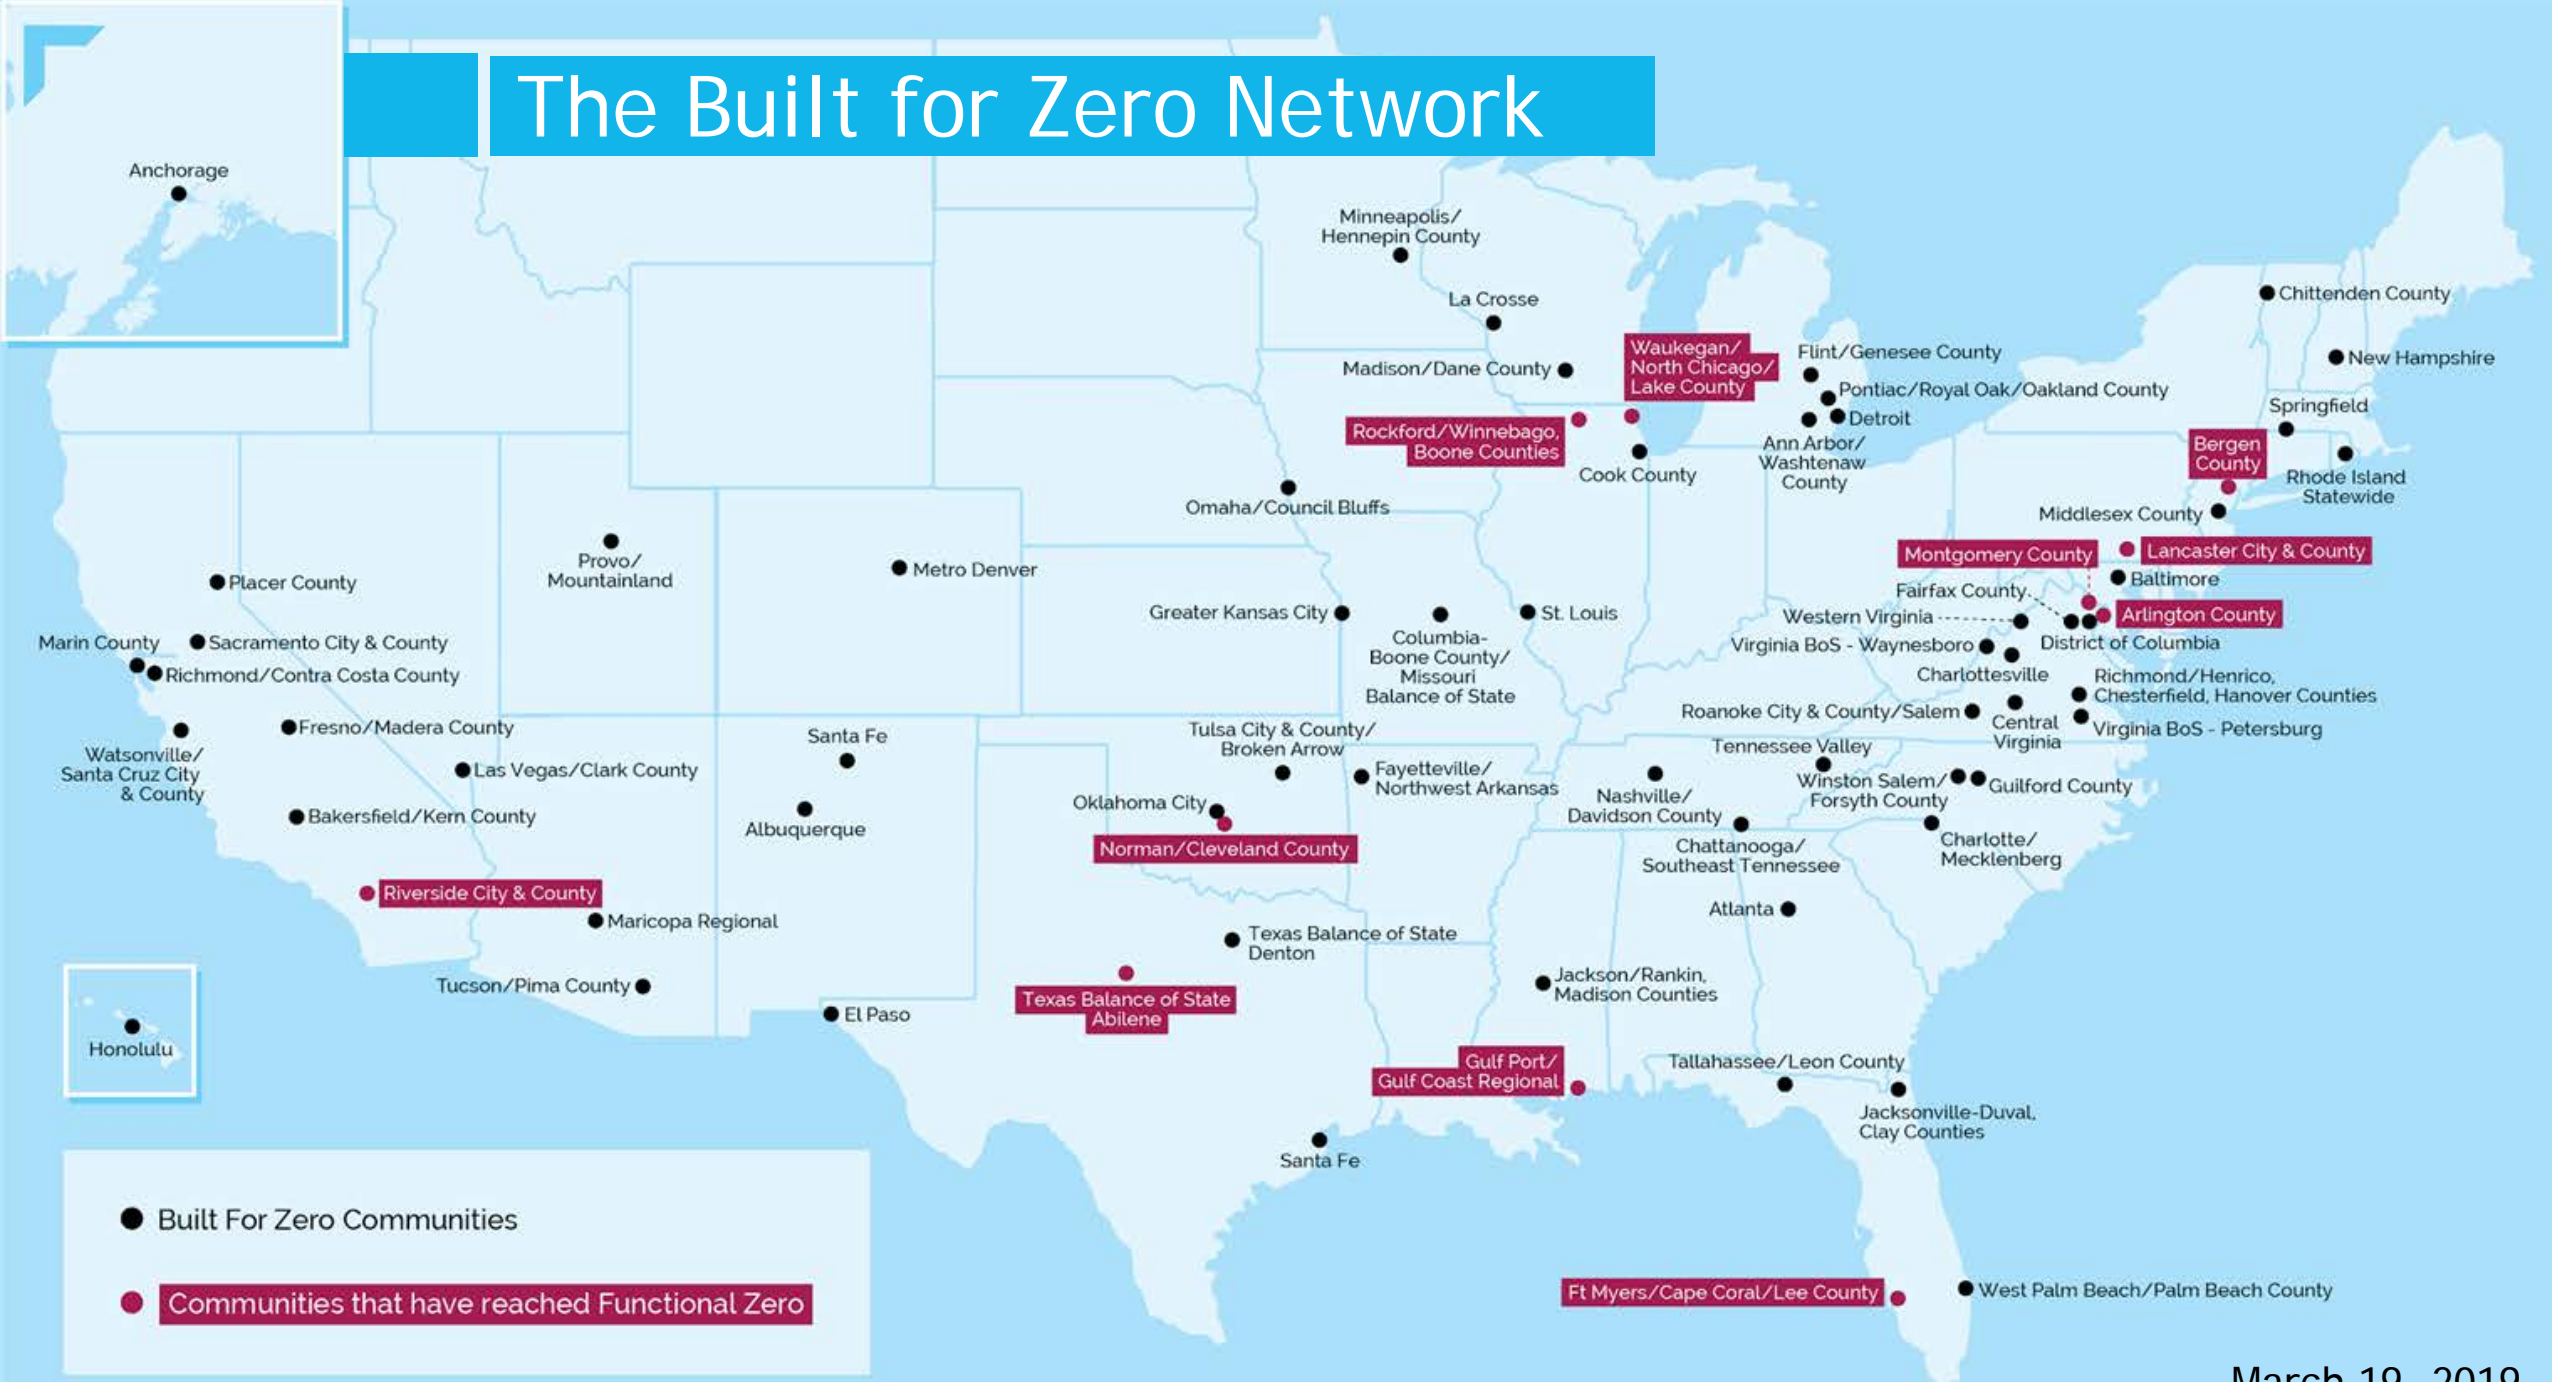 The Built for Zero Network
Anchorage
Minneapolis/
Hennepin County
La Crosse
Madison/Dane County
Waukegan/
North Chicago/
Lake County
Rockford/Winnebago,
Boone Counties
Cook County
Flint/Genesee County
Pontiac/Royal Oak/Oakland County
Detroit
Ann Arbor/
Washtenaw
County
Chittenden County
New Hampshire
Springfield
Bergen
County
Rhode Island
Statewide
Middlesex County
Montgomery County
Lancaster City & County
Baltimore
Fairfax County
Arlington County
Western Virginia
District of Columbia
Virginia BoS - Waynesboro
Charlottesville
Richmond/Henrico,
Chesterfield, Hanover Counties
Roanoke City & County/Salem
Central
Virginia
Virginia BoS - Petersburg
Omaha/Council Bluffs
Provo/
Mountainland
Metro Denver
Placer County
Greater Kansas City
Columbia-
Boone County/
Missouri
Balance of State
St. Louis
Marin County
Sacramento City & County
Richmond/Contra Costa County
Fresno/Madera County
Watsonville/
Santa Cruz City
& County
Las Vegas/Clark County
Bakersfield/Kern County
Santa Fe
Albuquerque
Tulsa City & County/
Broken Arrow
Fayetteville/
Northwest Arkansas
Oklahoma City
Norman/Cleveland County
Tennessee Valley
Nashville/
Davidson County
Winston Salem/
Forsyth County
Guilford County
Chattanooga/
Southeast Tennessee
Charlotte/
Mecklenberg
Riverside City & County
Maricopa Regional
Tucson/Pima County
El Paso
Texas Balance of State
Denton
Texas Balance of State
Abilene
Atlanta
Jackson/Rankin,
Madison Counties
Gulf Port/
Gulf Coast Regional
Tallahassee/Leon County
Jacksonville-Duval,
Clay Counties
Honolulu
Santa Fe
Ft Myers/Cape Coral/Lee County
West Palm Beach/Palm Beach County
Built For Zero Communities
Communities that have reached Functional Zero
March 19, 2019